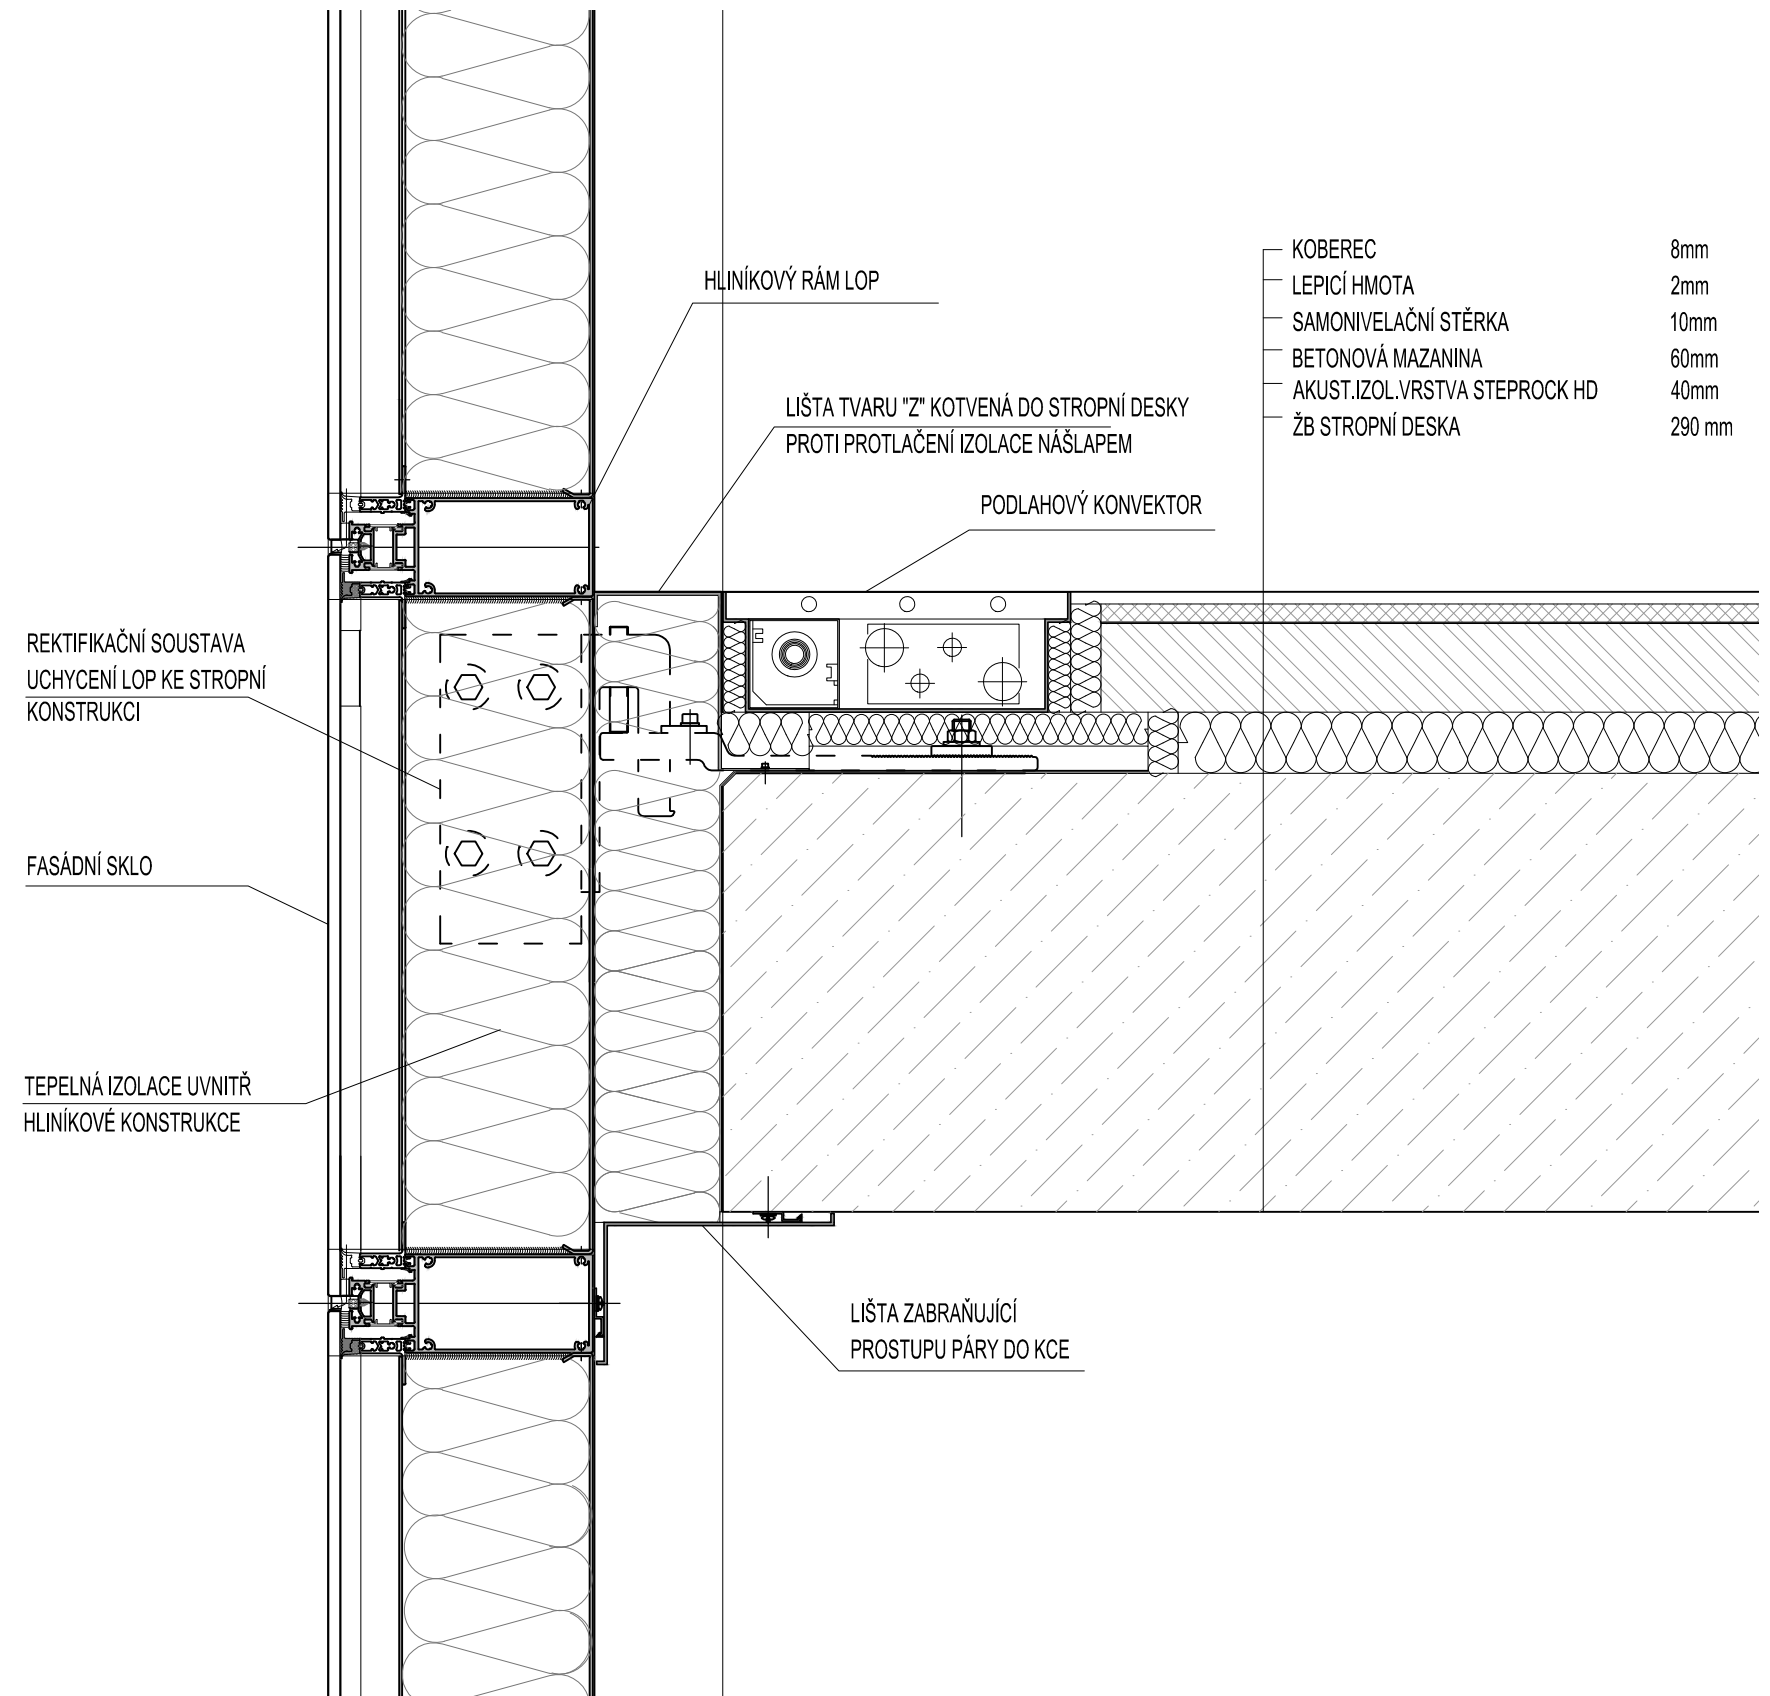 KOBEREC 8mm
LEPICÍ HMOTA 2mm
SAMONIVELAČNÍ STĚRKA 10mm
BETONOVÁ MAZANINA 60mm
AKUST.IZOL.VRSTVA STEPROCK HD 40mm
ŽB STROPNÍ DESKA 290 mm
HLINÍKOVÝ RÁM LOP
LIŠTA TVARU "Z" KOTVENÁ DO STROPNÍ DESKY
PROTI PROTLAČENÍ IZOLACE NÁŠLAPEM
PODLAHOVÝ KONVEKTOR
REKTIFIKAČNÍ SOUSTAVA
UCHYCENÍ LOP KE STROPNÍ
KONSTRUKCI
FASÁDNÍ SKLO
TEPELNÁ IZOLACE UVNITŘ
HLINÍKOVÉ KONSTRUKCE
LIŠTA ZABRAŇUJÍCÍ
PROSTUPU PÁRY DO KCE